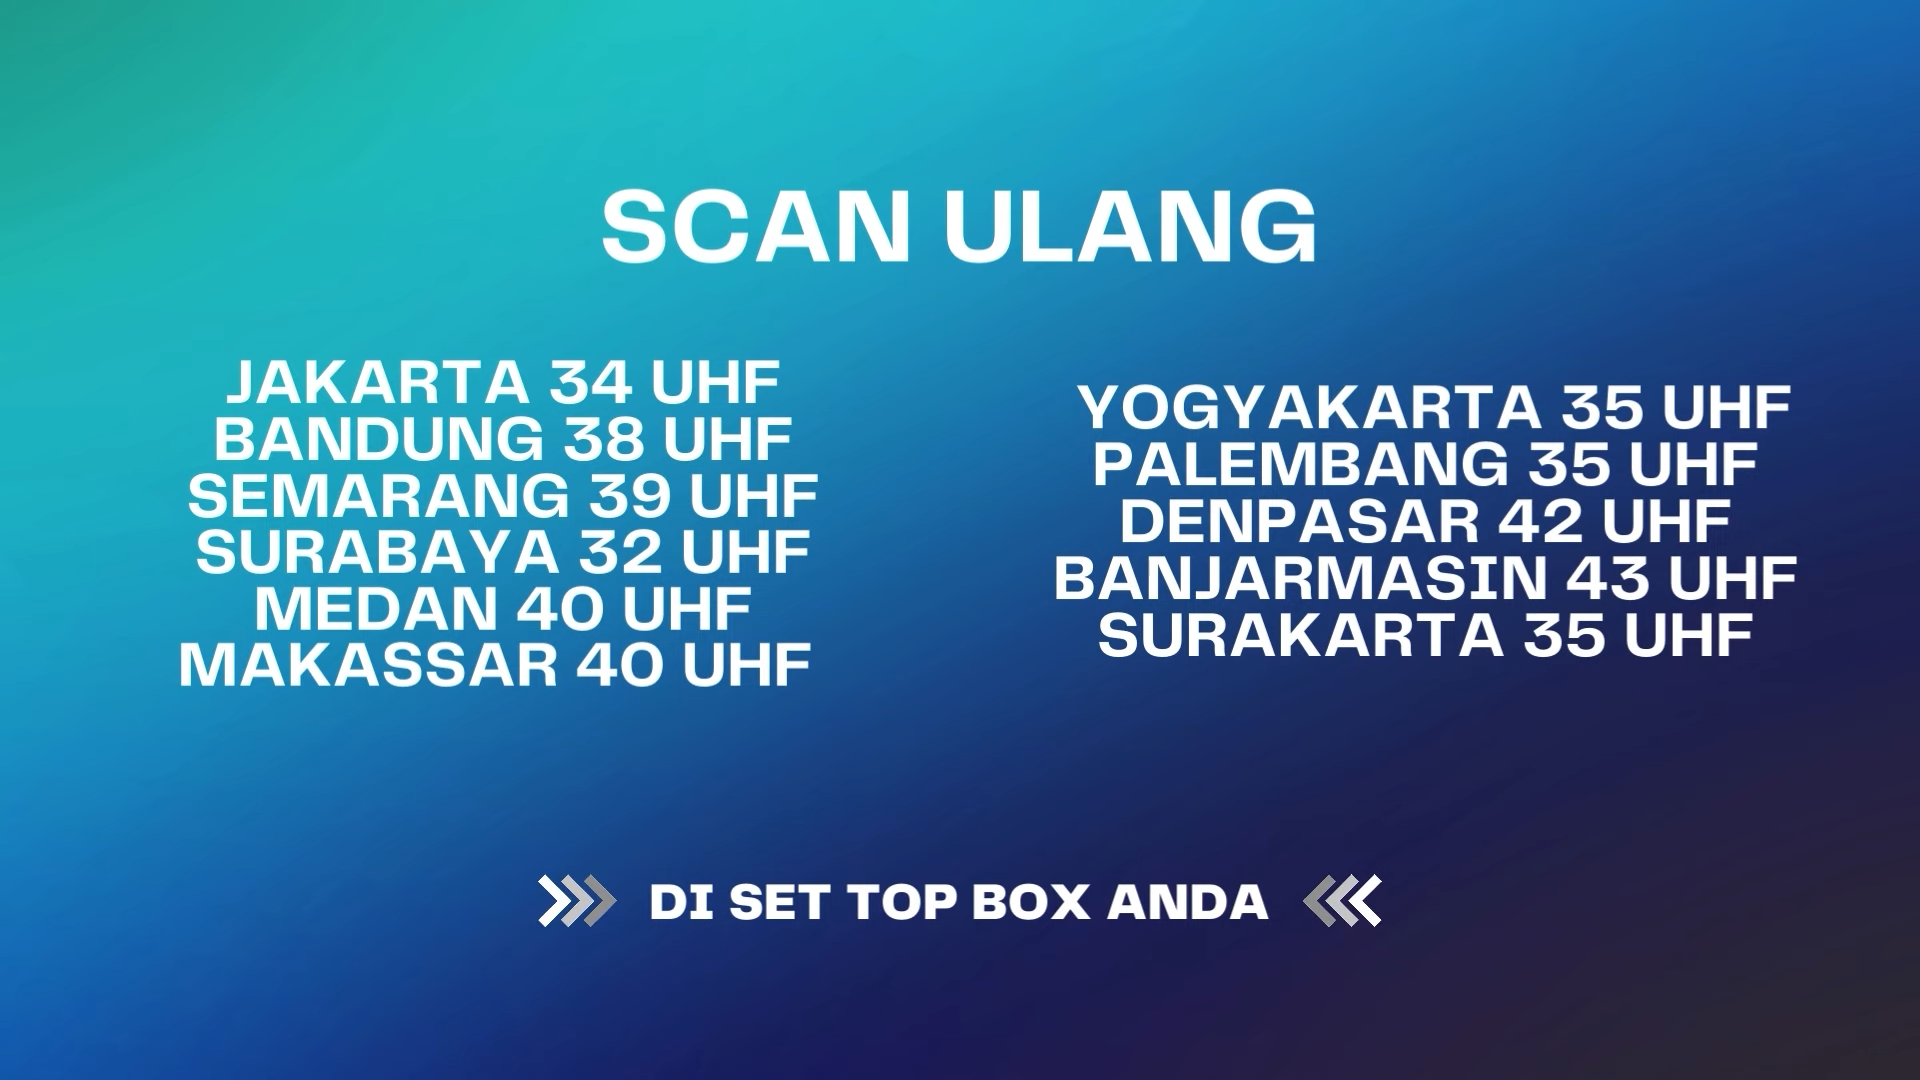 SCAN ULANG
JAKARTA 34 UHF
BANDUNG 38 UHF
SEMARANG 39 UHF
SURABAYA 32 UHF
MEDAN 40 UHF
MAKASSAR 40 UHF
YOGYAKARTA 35 UHF
PALEMBANG 35 UHF
DENPASAR 42 UHF
BANJARMASIN 43 UHF
SURAKARTA 35 UHF
DI SET TOP BOX ANDA